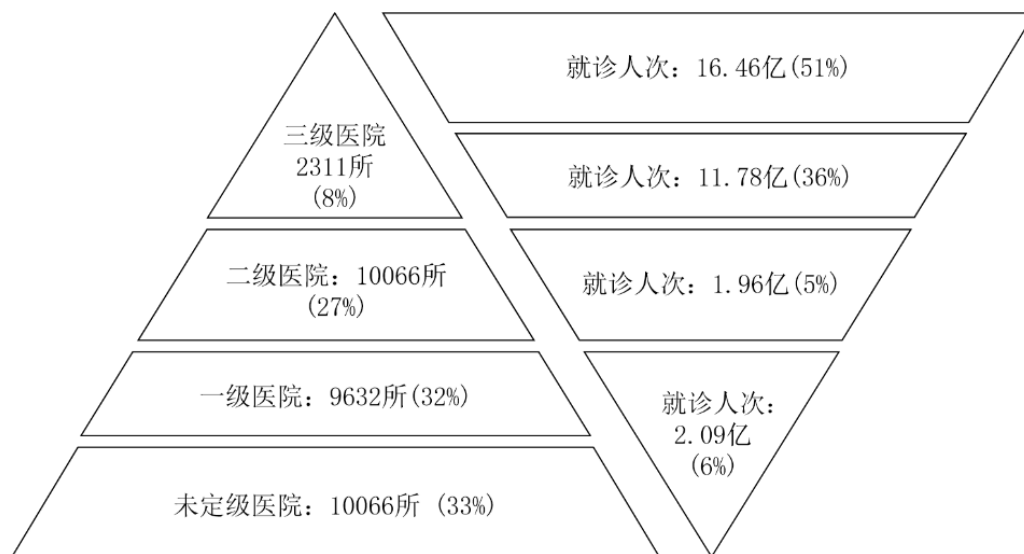 三级医院
2311所
(8%)
二级医院：10066所
(27%)
一级医院：9632所(32%)
未定级医院：10066所 (33%)
就诊人次：16.46亿(51%)
就诊人次：11.78亿(36%)
就诊人次：1.96亿(5%)
就诊人次：
2.09亿
(6%)